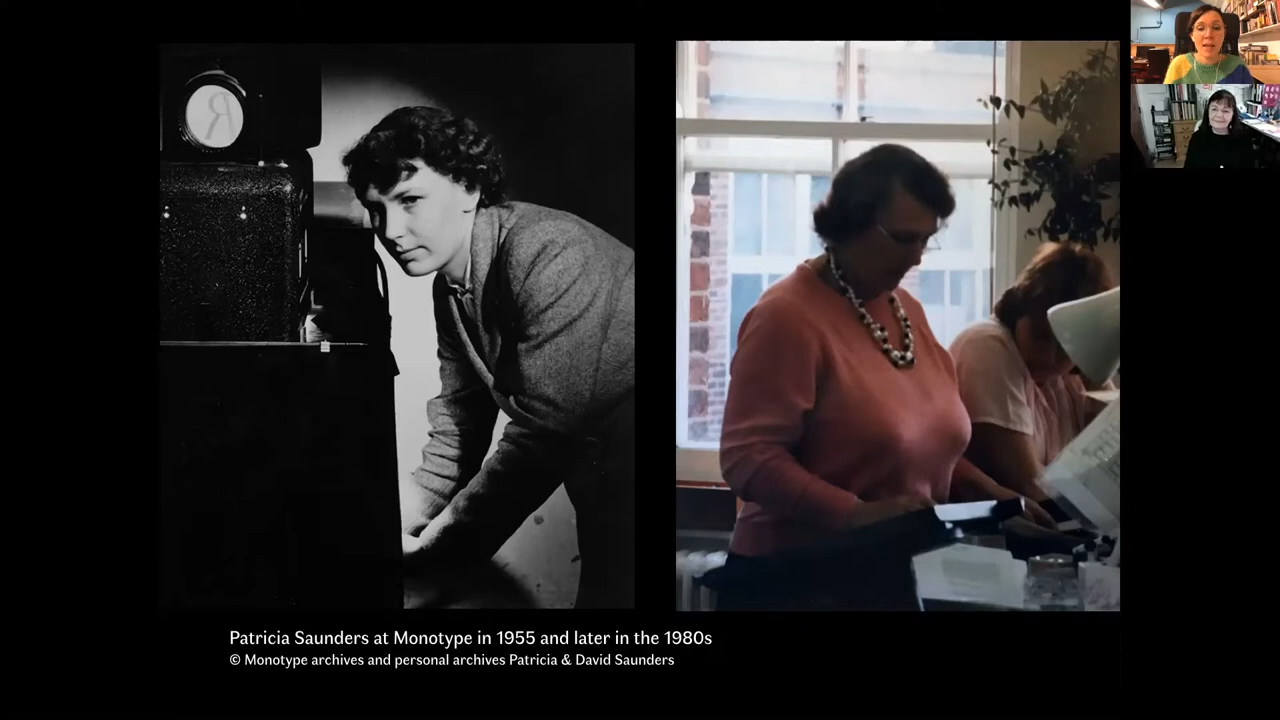 R
Patricia Saunders at Monotype in 1955 and later in the 1980s
© Monotype archives and personal archives Patricia & David Saunders